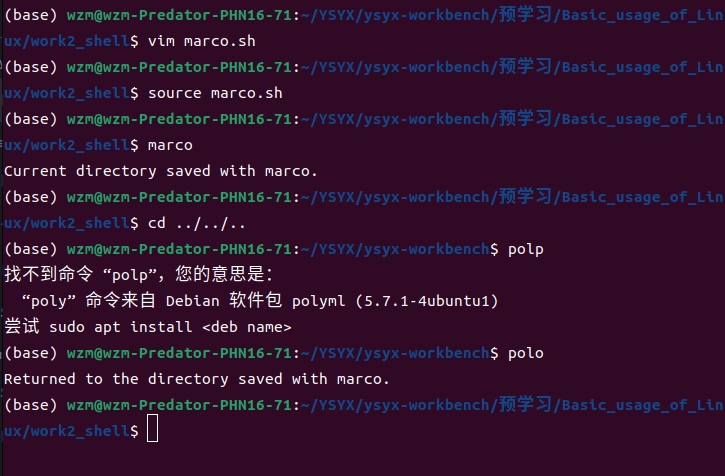 (base) wzm@wzm-Predator-PHN16-71:~/YSYX/ysyx-workbench/预学习/Basic_usage_of_Lin
ux/work2_shell$ vim marco.sh
(base) wzm@wzm-Predator-PHN16-71:~/YSYX/ysyx-workbench/预学习/Basic_usage_of_Lin
ux/work2_shell$ source marco.sh
(base) wzm@wzm-Predator-PHN16-71:~/YSYX/ysyx-workbench/预学习/Basic_usage_of_Lin
ux/work2_shell$ marco
Current directory saved with marco.
(base) wzm@wzm-Predator-PHN16-71:~/YSYX/ysyx-workbench/预学习/Basic_usage_of_Lin
ux/work2_shell$ cd ../../..
(base) wzm@wzm-Predator-PHN16-71:~/YSYX/ysyx-workbench$ polp
找不到命令 “polp”，您的意思是：
  “poly” 命令来自 Debian 软件包 polyml (5.7.1-4ubuntu1)
尝试 sudo apt install <deb name>
(base) wzm@wzm-Predator-PHN16-71:~/YSYX/ysyx-workbench$ polo
Returned to the directory saved with marco.
(base) wzm@wzm-Predator-PHN16-71:~/YSYX/ysyx-workbench/预学习/Basic_usage_of_Lin
ux/work2_shell$